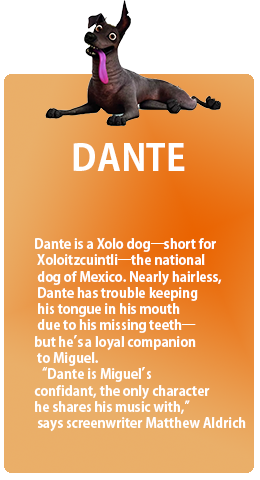 DANTE
Dante is a Xolo dog—short for
Xoloitzcuintli—the national
dog of Mexico. Nearly hairless,
Dante has trouble keeping
his tongue in his mouth
due to his missing teeth—
but he's a loyal companion
to Miguel.
"Dante is Miguel's
confidant, the only character
he shares his music with,"
says screenwriter Matthew Aldrich